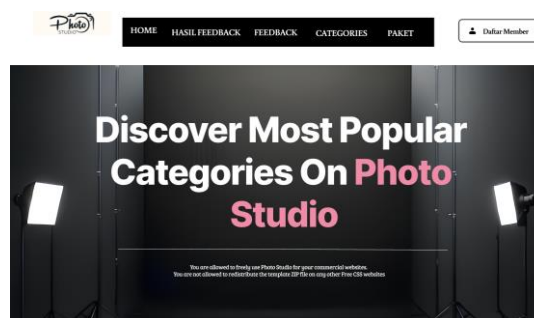 Photo
STUDIO
HOME HASIL FEEDBACK FEEDBACK CATEGORIES PAKET
Daftar Member
Discover Most Popular
Categories On Photo
Studio
You are allowed to freely use Photo Studio for your commercial websites.
You are not allowed to redistribute the template ZIP file on any other Free CSS websites